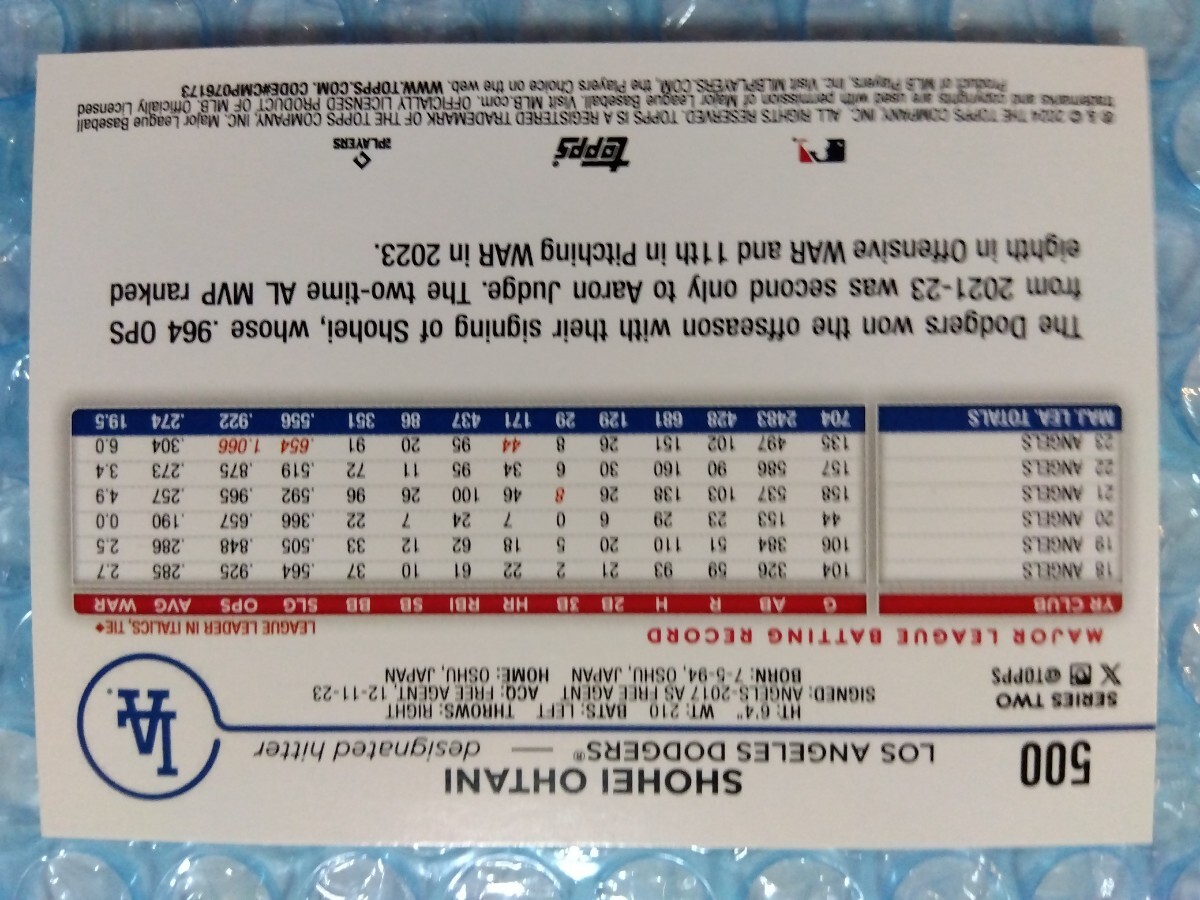 500
SHOHEI OHTANI
LOS ANGELES DODGERS® — designated hitter
LA
SERIES TWO
@TOPPS
HT: 6'4" WT: 210 BATS: LEFT THROWS: RIGHT
SIGNED: ANGELS-2017 AS FREE AGENT ACQ: FREE AGENT, 12-11-23
BORN: 7-5-94, OSHU, JAPAN HOME: OSHU, JAPAN
MAJOR LEAGUE BATTING RECORD
LEAGUE LEADER IN ITALICS, TIE♦
YR CLUB G AB R H 2B 3B HR RBI SB BB SLG OPS AVG WAR
18 ANGELS 104 326 59 93 21 2 22 61 10 37 .564 .925 .285 2.7
19 ANGELS 106 384 51 110 20 5 18 62 12 33 .505 .848 .286 2.5
20 ANGELS 44 153 23 29 6 0 7 24 7 22 .366 .657 .190 0.0
21 ANGELS 158 537 103 138 26 8 46 100 26 96 .592 .965 .257 4.9
22 ANGELS 157 586 90 160 30 6 34 95 11 72 .519 .875 .273 3.4
23 ANGELS 135 497 102 151 26 8 44 95 20 91 .654 1.066 .304 6.0
MAJ. LEA. TOTALS 704 2483 428 681 129 29 171 437 86 351 .556 .922 .274 19.5
The Dodgers won the offseason with their signing of Shohei, whose .964 OPS
from 2021-23 was second only to Aaron Judge. The two-time AL MVP ranked
eighth in Offensive WAR and 11th in Pitching WAR in 2023.
topps
PLAYERS
® & © 2024 THE TOPPS COMPANY, INC. ALL RIGHTS RESERVED. TOPPS IS A REGISTERED TRADEMARK OF THE TOPPS COMPANY, INC. Major League Baseball
trademarks and copyrights are used with permission of Major League Baseball. Visit MLB.com. OFFICIALLY LICENSED PRODUCT OF MLB. Officially Licensed
Product of MLB Players, Inc. Visit MLBPLAYERS.COM, the Players Choice on the web. WWW.TOPPS.COM. CODE#CMP076173